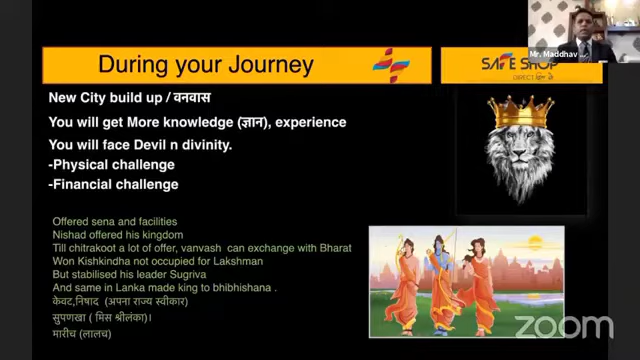 Mr. Maddhav
During your Journey
SAFE SHOP
New City build up / वनवास
You will get More knowledge (ज्ञान), experience
You will face Devil n divinity.
-Physical challenge
-Financial challenge
Offered sena and facilities
Nishad offered his kingdom
Till chitrakoot a lot of offer, vanvash can exchange with Bharat
Won Kishkindha not occupied for Lakshman
But stabilised his leader Sugriva
And same in Lanka made king to bhibhishana .
केवट,निषाद (अपना राज्य स्वीकार)
सुपणखा ( मिस श्रीलंका)।
मारीच (लालच)
zoom